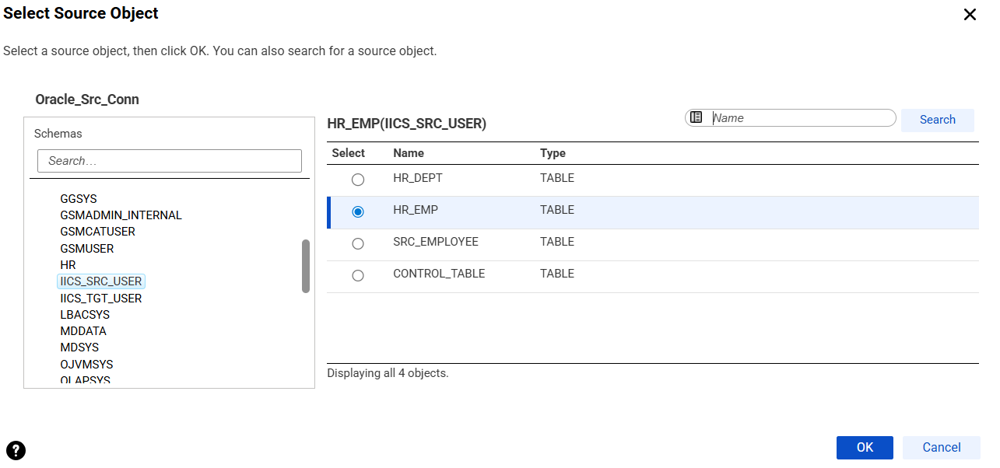 Select Source Object
Select a source object, then click OK. You can also search for a source object.
Oracle_Src_Conn
Schemas
Search...
GGSYS
GSMADMIN_INTERNAL
GSMCATUSER
GSMUSER
HR
IICS_SRC_USER
IICS_TGT_USER
LBACSYS
MDDATA
MDSYS
OJVMSYS
OLAPSYS
HR_EMP(IICS_SRC_USER)
Name
Search
Select Name Type
HR_DEPT TABLE
HR_EMP TABLE
SRC_EMPLOYEE TABLE
CONTROL_TABLE TABLE
Displaying all 4 objects.
?
OK
Cancel